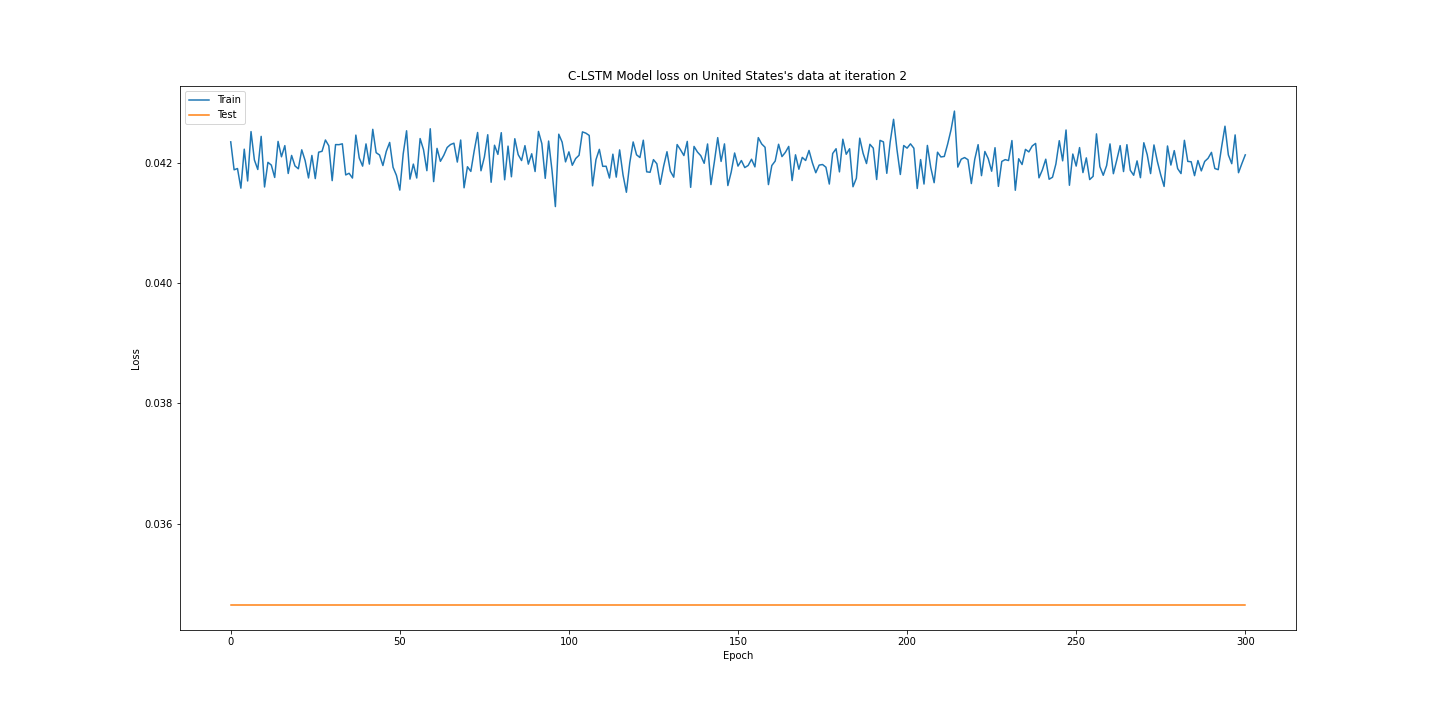 C-LSTM Model loss on United States's data at iteration 2
Train
Test
0.042
0.040
0.038
0.036
Loss
0 50 100 150 200 250 300
Epoch